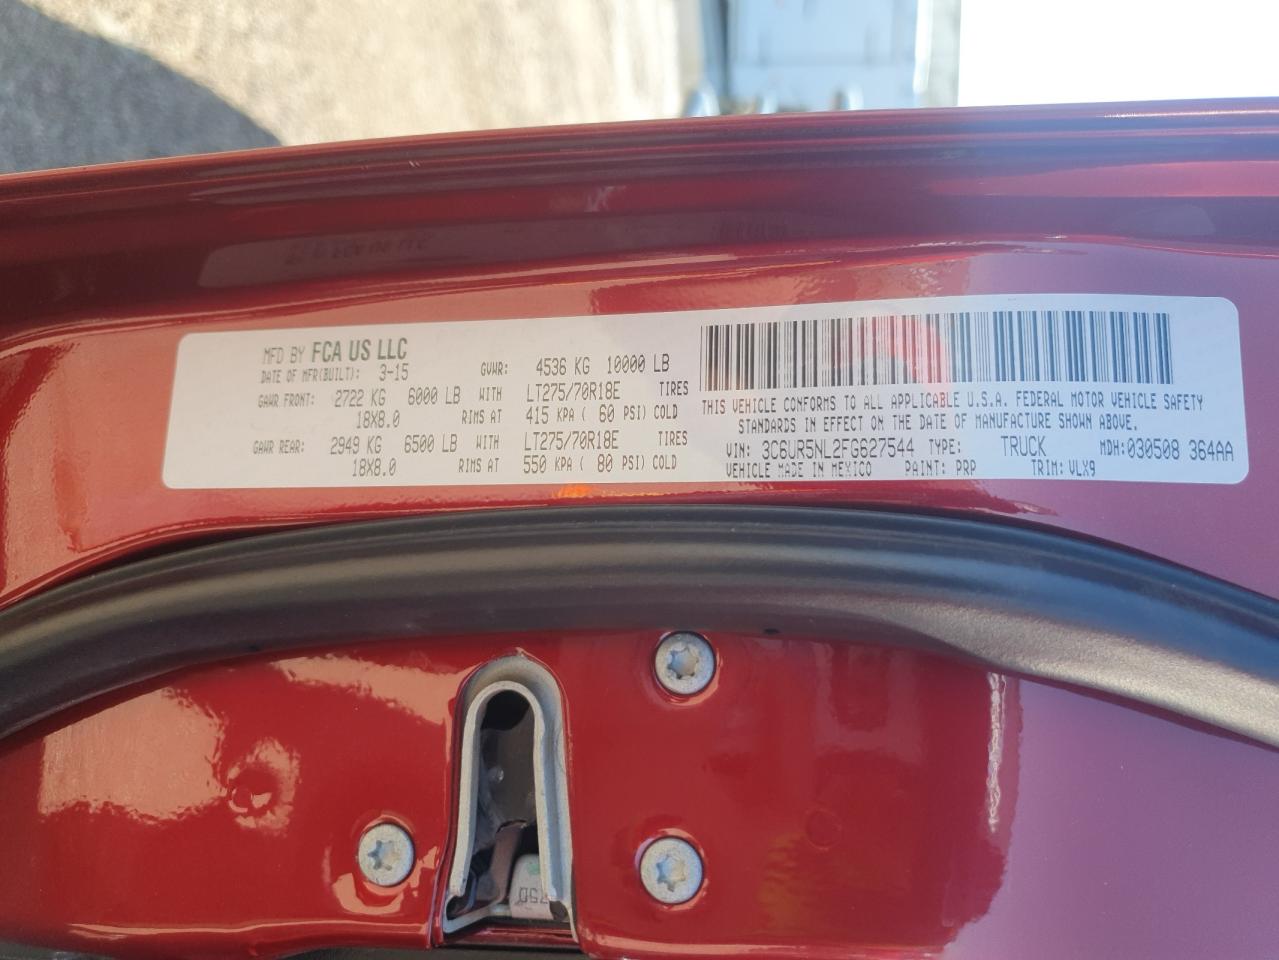 MFD BY FCA US LLC
DATE OF MFR(BUILT): 3-15 GVWR: 4536 KG 10000 LB
GAWR FRONT: 2722 KG 6000 LB WITH LT275/70R18E TIRES
18X8.0 RIMS AT 415 KPA ( 60 PSI) COLD
GAWR REAR: 2949 KG 6500 LB WITH LT275/70R18E TIRES
18X8.0 RIMS AT 550 KPA ( 80 PSI) COLD
THIS VEHICLE CONFORMS TO ALL APPLICABLE U.S.A. FEDERAL MOTOR VEHICLE SAFETY
STANDARDS IN EFFECT ON THE DATE OF MANUFACTURE SHOWN ABOVE.
VIN: 3C6UR5NL2FG627544 TYPE: TRUCK MDH:030508 364AA
VEHICLE MADE IN MEXICO PAINT: PRP TRIM: VLX9